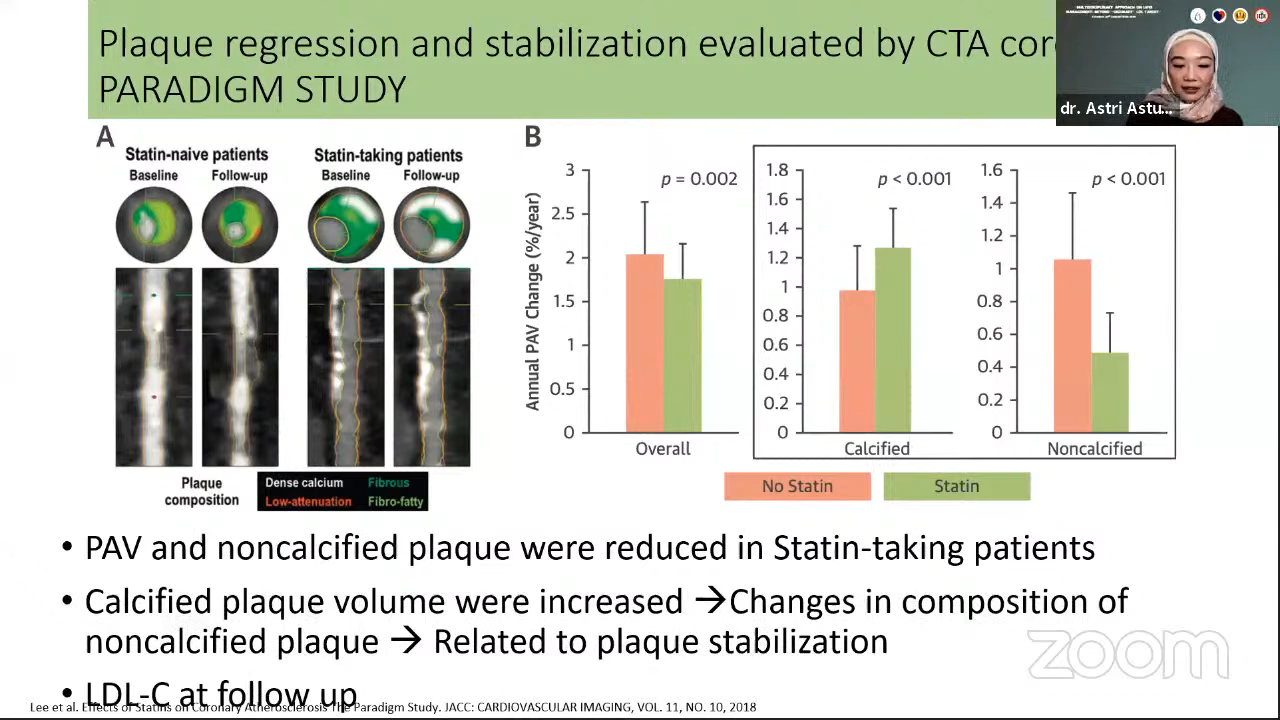 Plaque regression and stabilization evaluated by CTA cor
PARADIGM STUDY
MULTIDISCIPLINARY APPROACH ON LIPID
dr. Astri Astu...
A
Statin-naive patients
Baseline Follow-up
Statin-taking patients
Baseline Follow-up
Plaque
composition
Dense calcium Fibrous
Low-attenuation Fibro-fatty
B
Annual PAV Change (%/year)
3
2.5
2
1.5
1
0.5
0
p = 0.002
Overall
1.8
1.6
1.4
1.2
1
0.8
0.6
0.4
0.2
0
p < 0.001
Calcified
1.6
1.4
1.2
1
0.8
0.6
0.4
0.2
0
p < 0.001
Noncalcified
No Statin Statin
• PAV and noncalcified plaque were reduced in Statin-taking patients
• Calcified plaque volume were increased →Changes in composition of
noncalcified plaque → Related to plaque stabilization
• LDL-C at follow up
zoom
Lee et al. Effects of Statins on Coronary Atherosclerosis The Paradigm Study. JACC: CARDIOVASCULAR IMAGING, VOL. 11, NO. 10, 2018